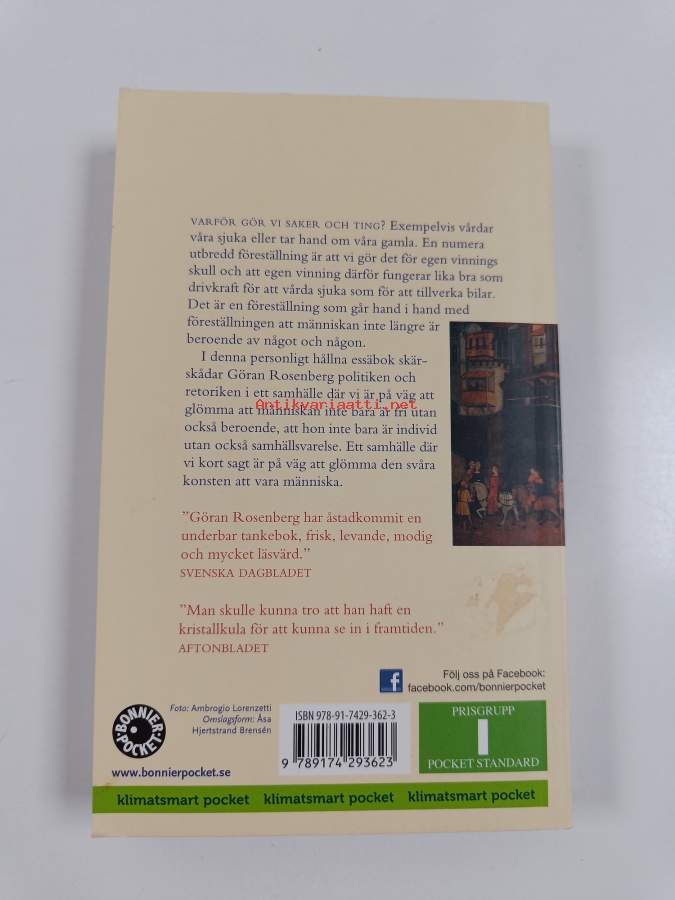 VARFÖR GÖR VI SAKER OCH TING? Exempelvis vårdar
våra sjuka eller tar hand om våra gamla. En numera
utbredd föreställning är att vi gör det för egen vinnings
skull och att egen vinning därför fungerar lika bra som
drivkraft för att vårda sjuka som för att tillverka bilar.
Det är en föreställning som går hand i hand med
föreställningen att människan inte längre är
beroende av något och någon.
I denna personligt hållna essäbok skär-
skådar Göran Rosenberg politiken och
retoriken i ett samhälle där vi är på väg att
Antikvariaatti.net
glömma att människan inte bara är fri utan
också beroende, att hon inte bara är individ
utan också samhällsvarelse. Ett samhälle där
vi kort sagt är på väg att glömma den svåra
konsten att vara människa.
”Göran Rosenberg har åstadkommit en
underbar tankebok, frisk, levande, modig
och mycket läsvärd.”
SVENSKA DAGBLADET
”Man skulle kunna tro att han haft en
kristallkula för att kunna se in i framtiden.”
AFTONBLADET
f
Följ oss på Facebook:
facebook.com/bonnierpocket
BONNIER
POCKET
www.bonnierpocket.se
Foto: Ambrogio Lorenzetti
Omslagsform: Åsa
Hjertstrand Brensén
ISBN 978-91-7429-362-3
9 789174 293623
PRISGRUPP
1
POCKET STANDARD
klimatsmart pocket klimatsmart pocket klimatsmart pocket